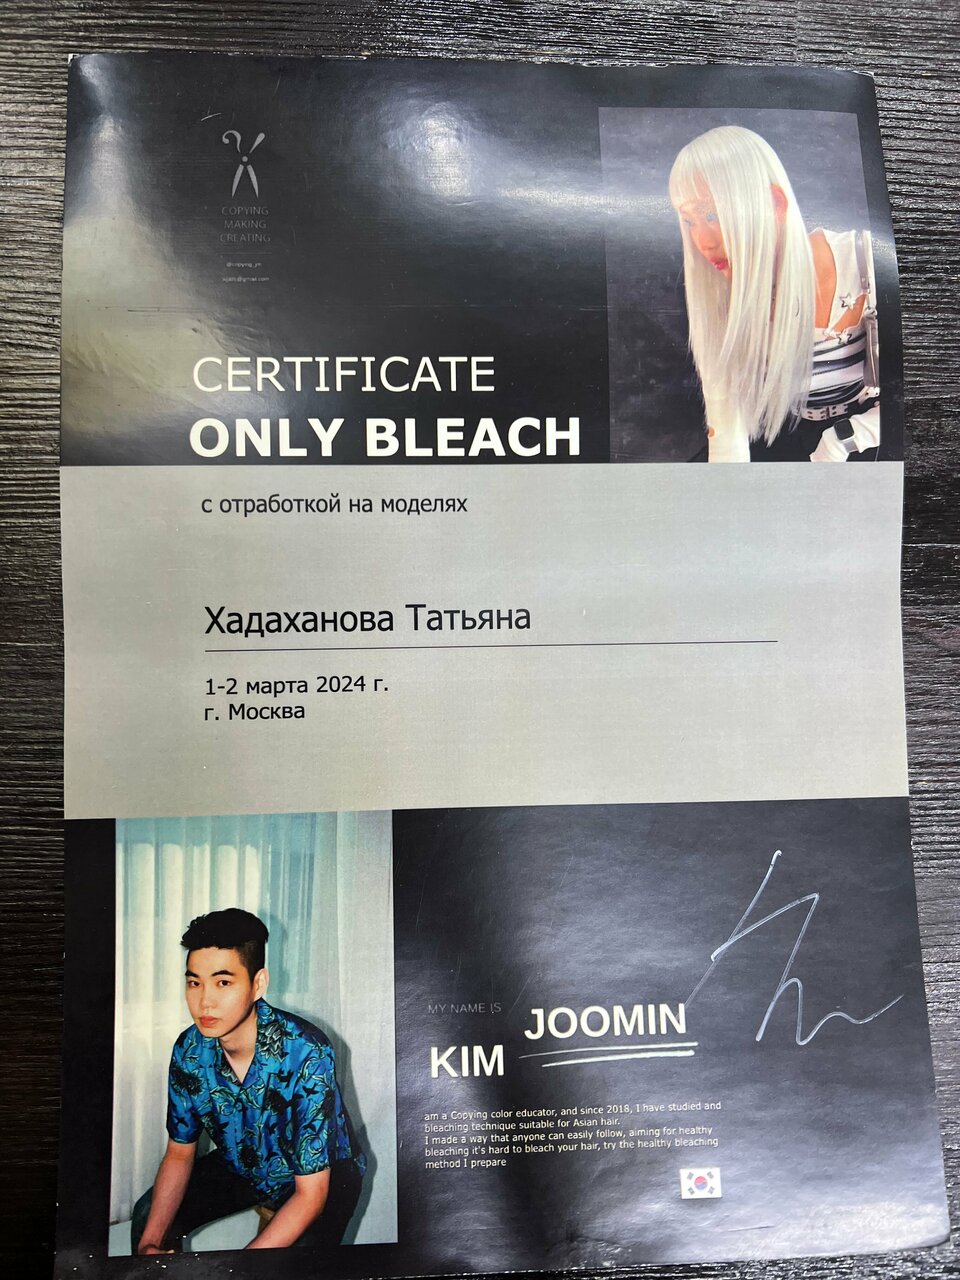 COPYING
MAKING
CREATING
@copying_jm
CERTIFICATE
ONLY BLEACH
с отработкой на моделях
Хадаханова Татьяна
1-2 марта 2024 г.
г. Москва
MY NAME IS
KIM JOOMIN
am a Copying color educator, and since 2018, I have studied and
bleaching technique suitable for Asian hair.
I made a way that anyone can easily follow, aiming for healthy
bleaching it's hard to bleach your hair, try the healthy bleaching
method I prepare